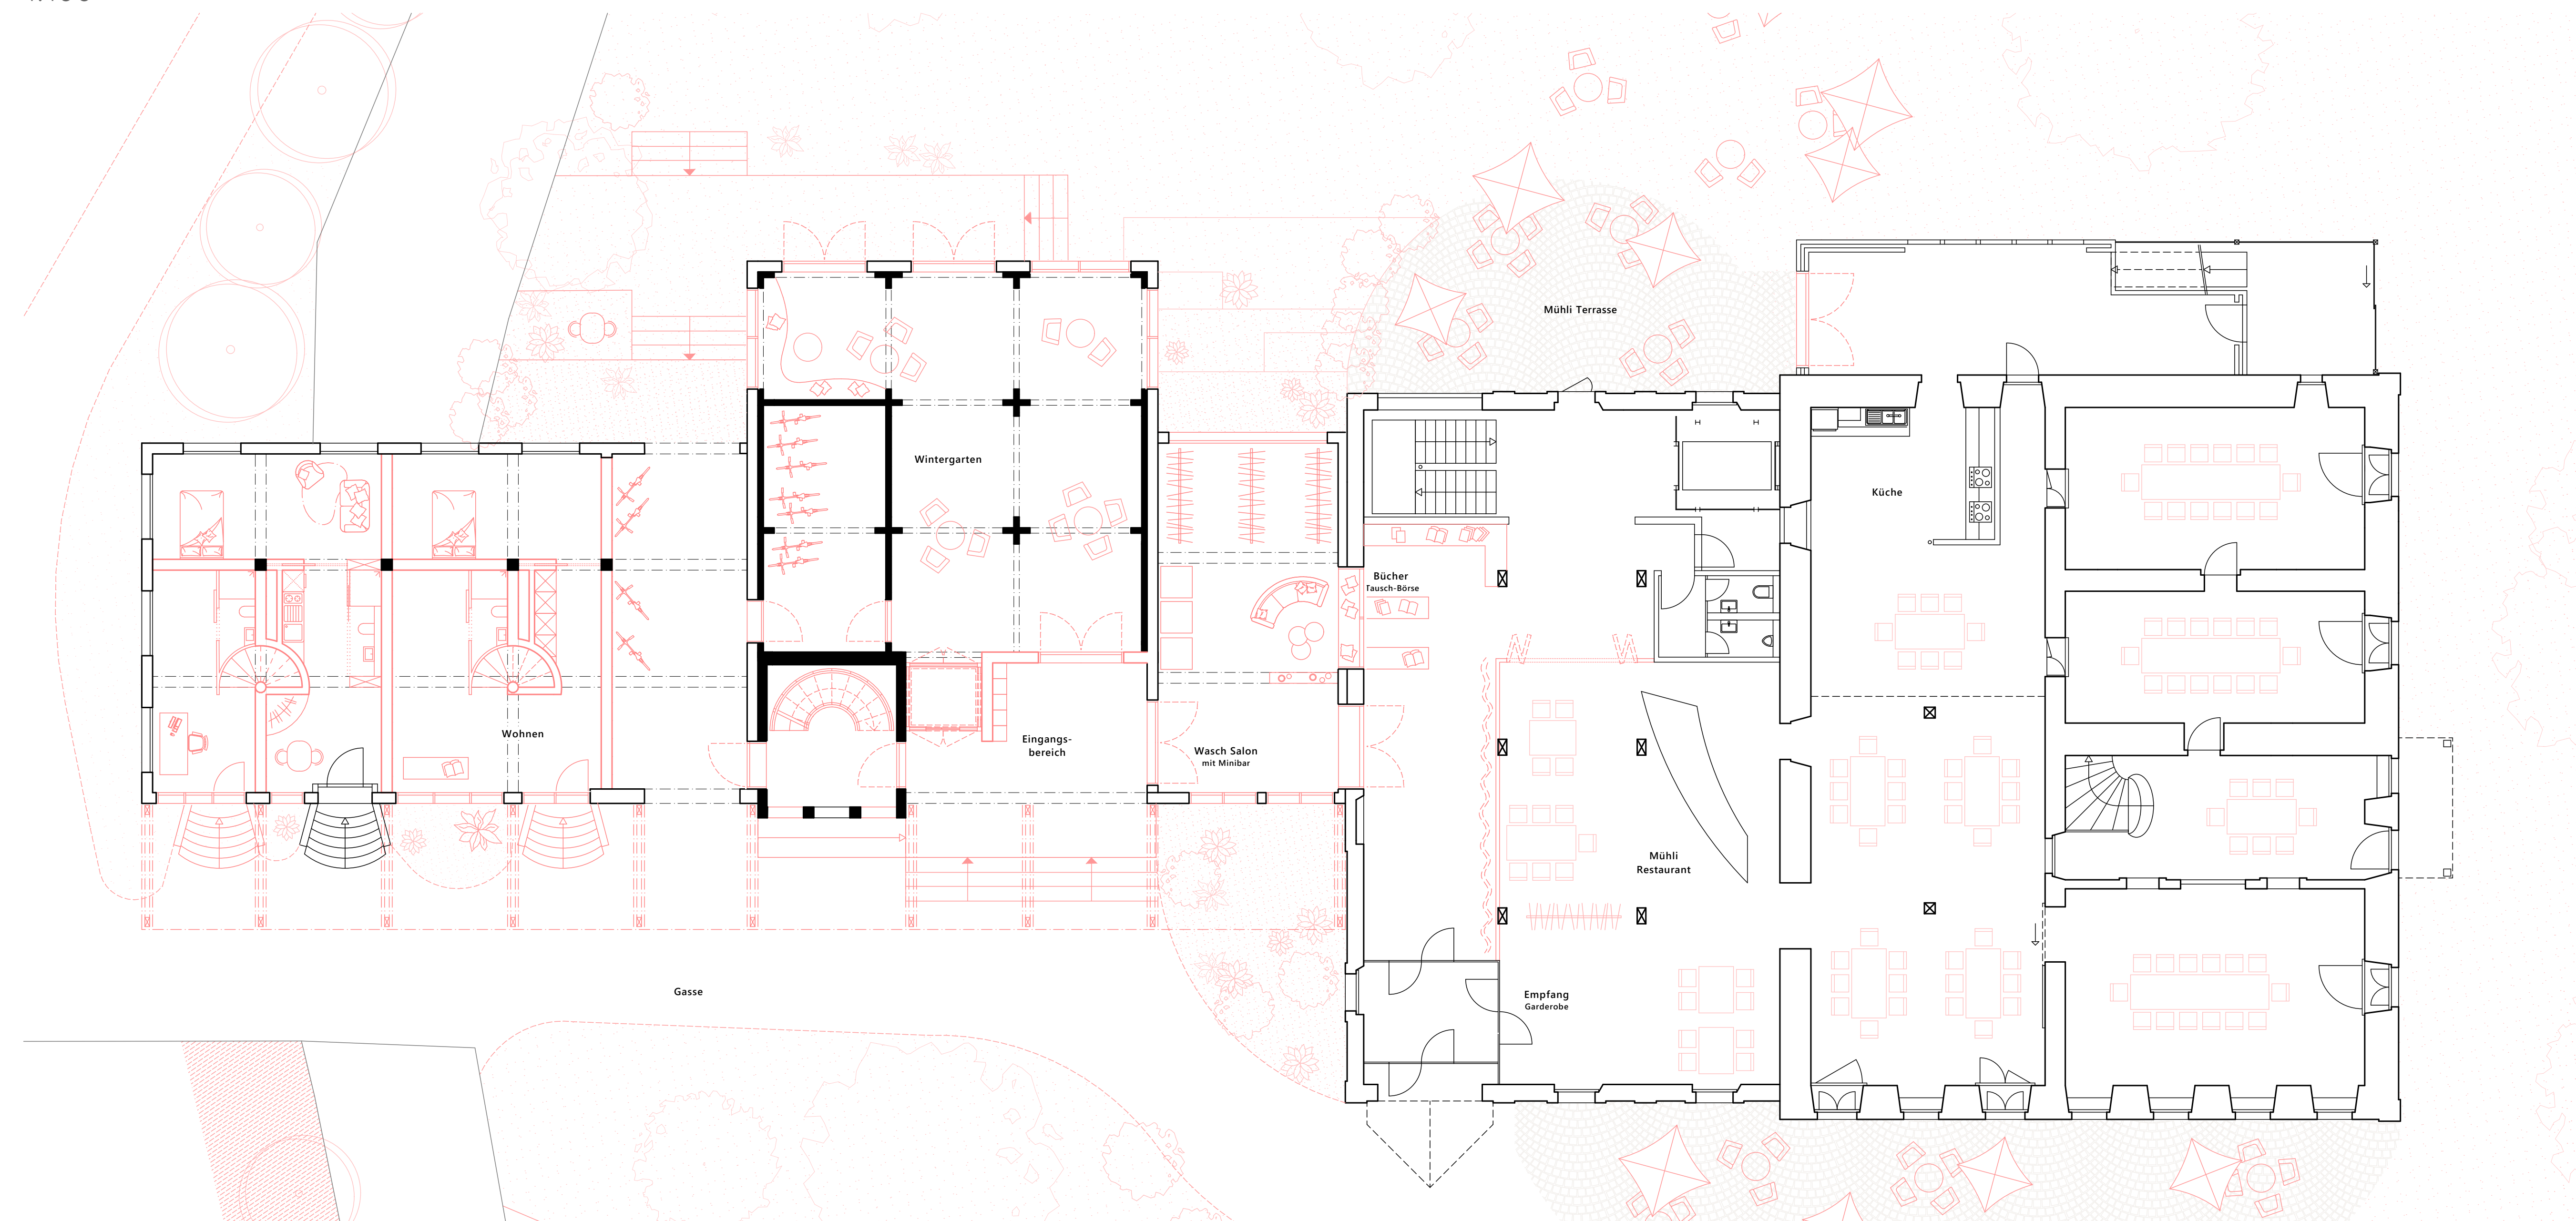 Mühli Terrasse
Wintergarten
Küche
Bücher
Tausch-Börse
Wohnen
Eingangs-
bereich
Wasch Salon
mit Minibar
Mühli
Restaurant
Gasse
Empfang
Garderobe